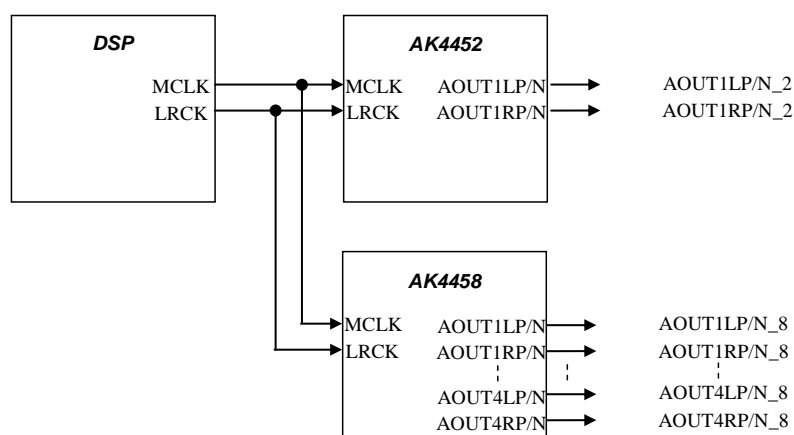 DSP
AK4452
MCLK MCLK AOUT1LP/N AOUT1LP/N_2
LRCK LRCK AOUT1RP/N AOUT1RP/N_2
AK4458
MCLK AOUT1LP/N AOUT1LP/N_8
LRCK AOUT1RP/N AOUT1RP/N_8
AOUT4LP/N AOUT4LP/N_8
AOUT4RP/N AOUT4RP/N_8